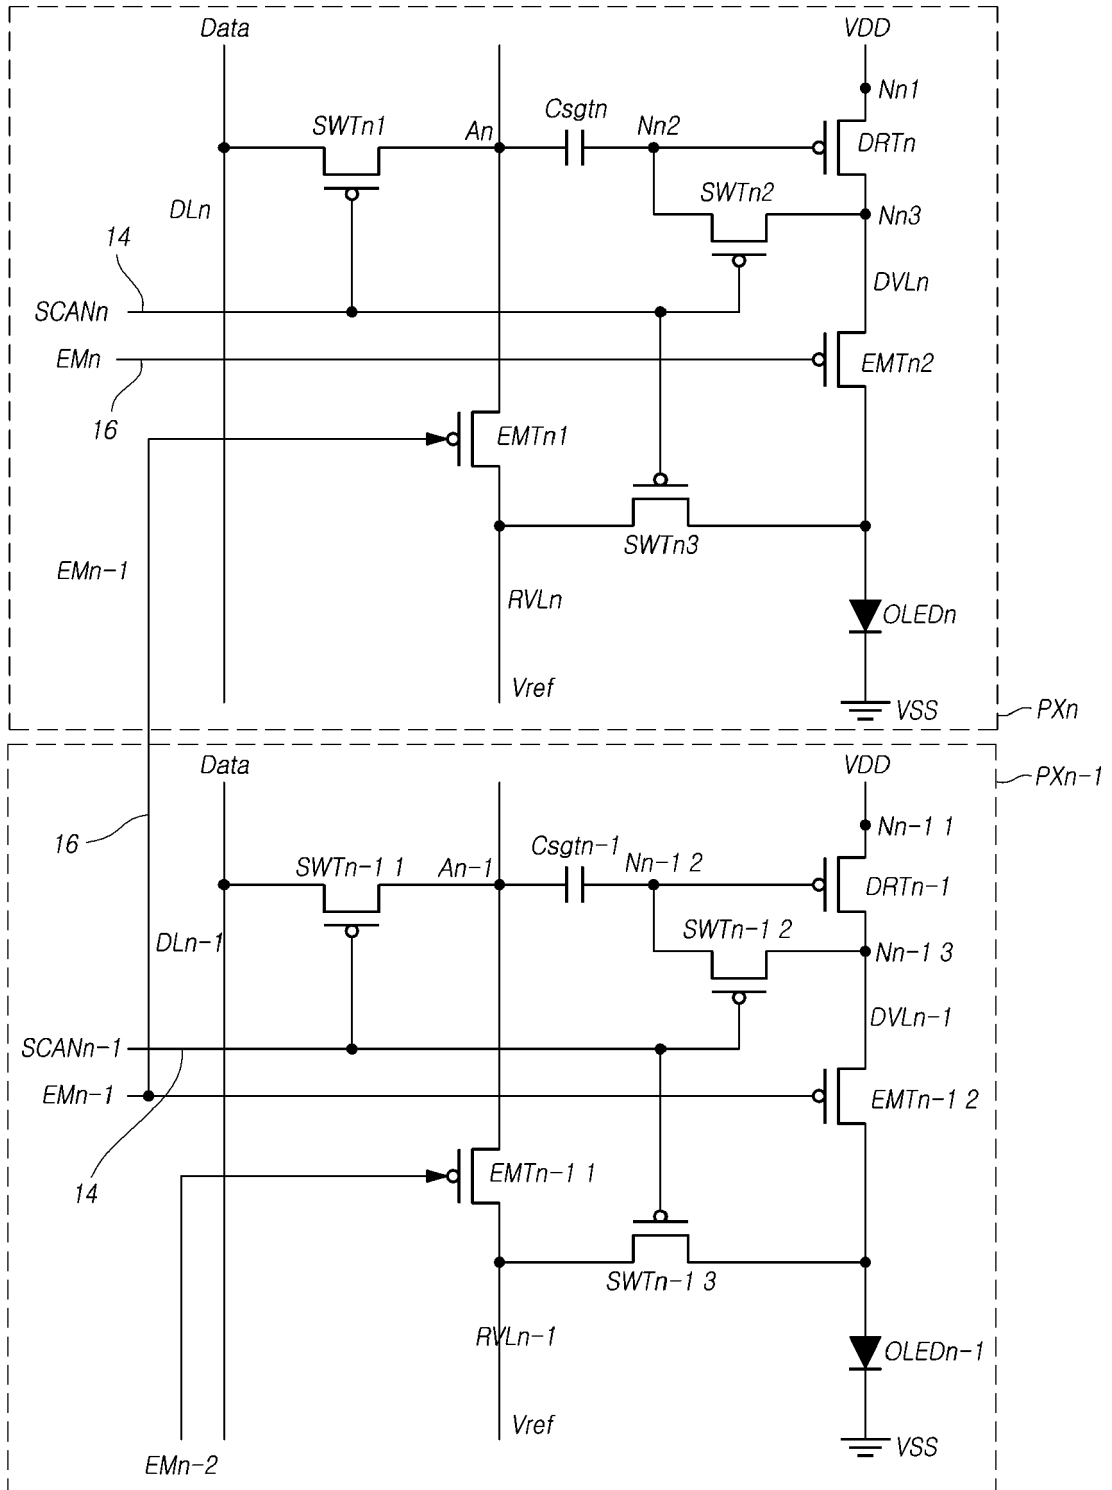 Data
VDD
Nn1
Csgtn
SWTn1
An
Nn2
DRTn
SWTn2
DLn
Nn3
14
DVLn
SCANn
EMn
EMTn2
16
EMTn1
SWTn3
EMn-1
RVLn
OLEDn
Vref
VSS
PXn
Data
VDD
PXn-1
Nn-1 1
16
Csgtn-1
SWTn-1 1
An-1
Nn-1 2
DRTn-1
SWTn-1 2
DLn-1
Nn-1 3
DVLn-1
SCANn-1
EMn-1
EMTn-1 2
EMTn-1 1
14
SWTn-1 3
RVLn-1
OLEDn-1
Vref
VSS
EMn-2